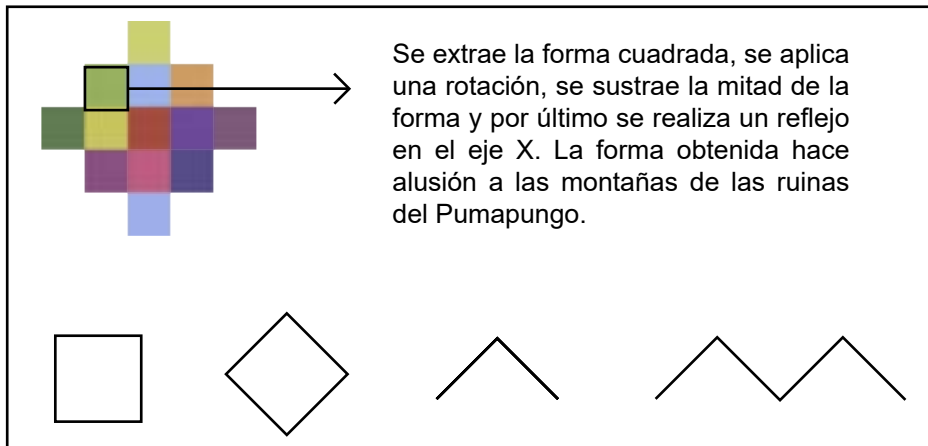 Se extrae la forma cuadrada, se aplica
una rotación, se sustrae la mitad de la
forma y por último se realiza un reflejo
en el eje X. La forma obtenida hace
alusión a las montañas de las ruinas
del Pumapungo.